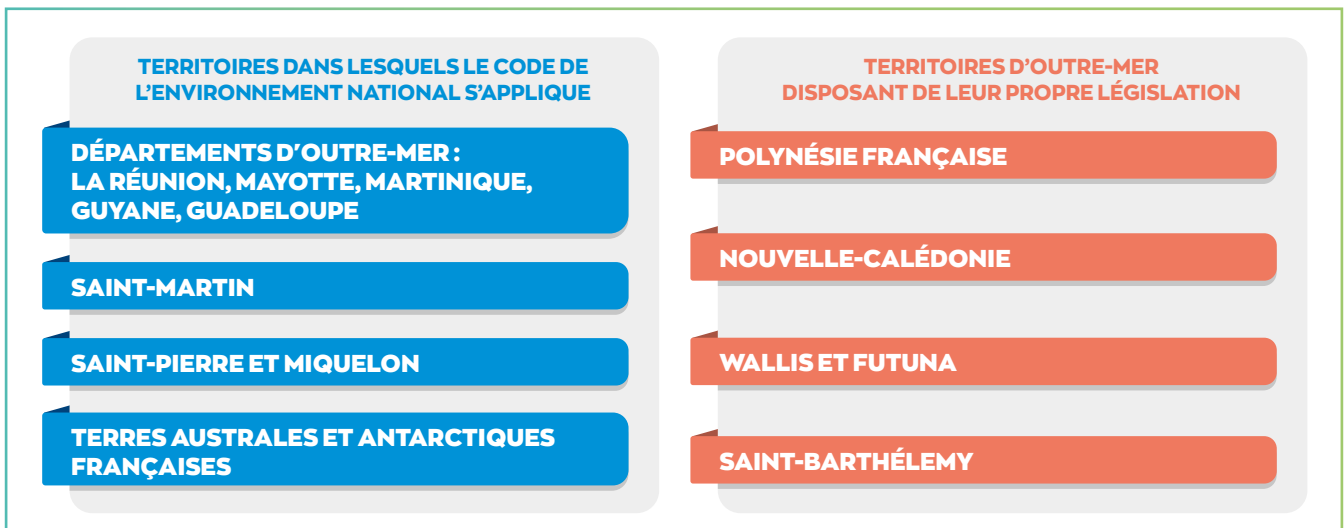 TERRITOIRES DANS LESQUELS LE CODE DE
L’ENVIRONNEMENT NATIONAL S’APPLIQUE
DÉPARTEMENTS D’OUTRE-MER :
LA RÉUNION, MAYOTTE, MARTINIQUE,
GUYANE, GUADELOUPE
SAINT-MARTIN
SAINT-PIERRE ET MIQUELON
TERRES AUSTRALES ET ANTARCTIQUES
FRANÇAISES
TERRITOIRES D’OUTRE-MER
DISPOSANT DE LEUR PROPRE LÉGISLATION
POLYNÉSIE FRANÇAISE
NOUVELLE-CALÉDONIE
WALLIS ET FUTUNA
SAINT-BARTHÉLEMY